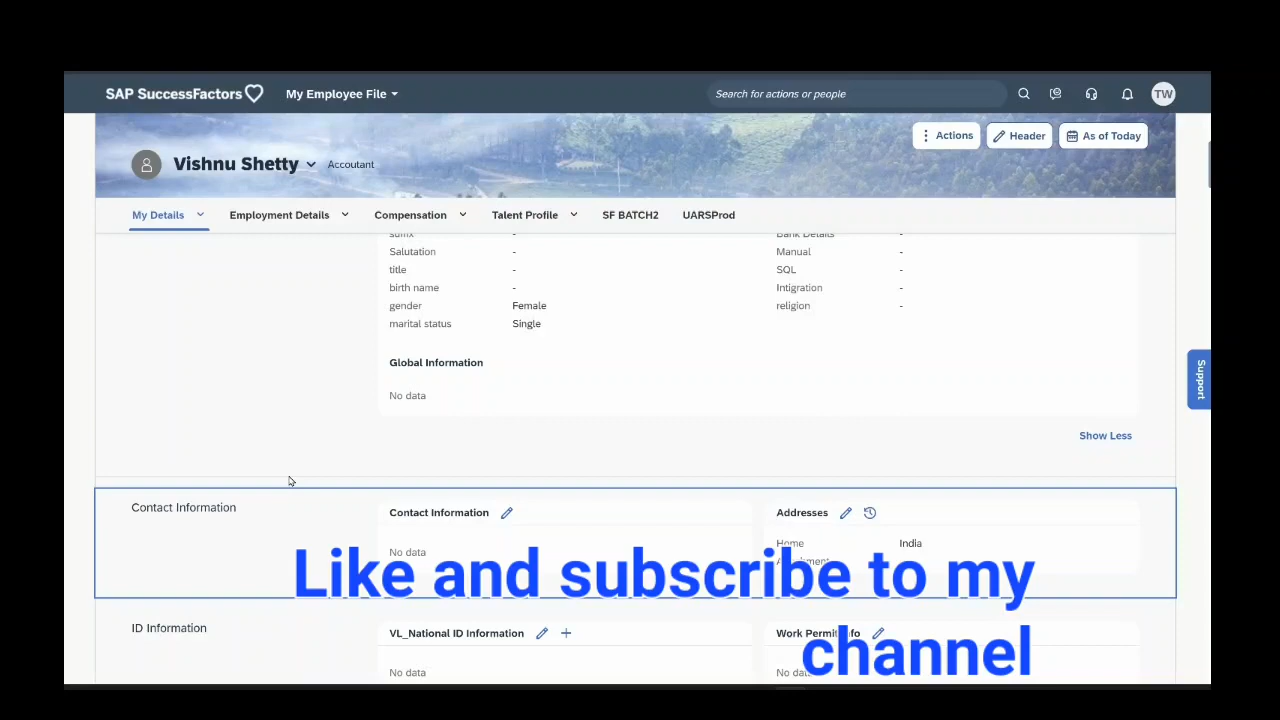 SAP SuccessFactors My Employee File Search for actions or people TW
Actions Header As of Today
Vishnu Shetty Accoutant
My Details Employment Details Compensation Talent Profile SF BATCH2 UARSProd
suffix - Bank Details -
Salutation - Manual -
title - SQL -
birth name - Intigration -
gender Female religion -
marital status Single
Global Information
Support
No data
Show Less
Contact Information Contact Information Addresses
Home India
No data
Like and subscribe to my
channel
ID Information VL_National ID Information Work Permit Info
No data No data